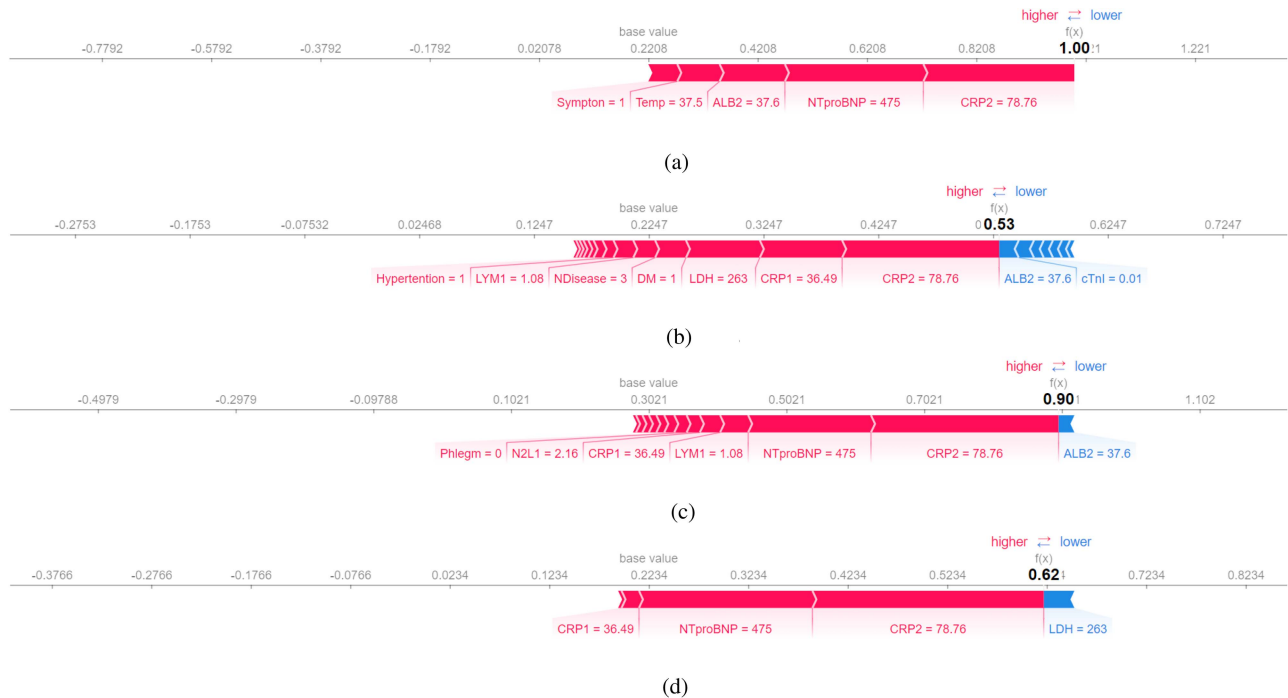 higher ⇄ lower
base value f(x)
-0.7792 -0.5792 -0.3792 -0.1792 0.02078 0.2208 0.4208 0.6208 0.8208 1.00 21 1.221
Sympton = 1 Temp = 37.5 ALB2 = 37.6 NTproBNP = 475 CRP2 = 78.76
(a)
higher ⇄ lower
base value f(x)
-0.2753 -0.1753 -0.07532 0.02468 0.1247 0.2247 0.3247 0.4247 0 0.53 0.6247 0.7247
Hypertention = 1 LYM1 = 1.08 NDisease = 3 DM = 1 LDH = 263 CRP1 = 36.49 CRP2 = 78.76 ALB2 = 37.6 cTnI = 0.01
(b)
higher ⇄ lower
base value f(x)
-0.4979 -0.2979 -0.09788 0.1021 0.3021 0.5021 0.7021 0.90 1 1.102
Phlegm = 0 N2L1 = 2.16 CRP1 = 36.49 LYM1 = 1.08 NTproBNP = 475 CRP2 = 78.76 ALB2 = 37.6
(c)
higher ⇄ lower
base value f(x)
-0.3766 -0.2766 -0.1766 -0.0766 0.0234 0.1234 0.2234 0.3234 0.4234 0.5234 0.62 0.7234 0.8234
CRP1 = 36.49 NTproBNP = 475 CRP2 = 78.76 LDH = 263
(d)